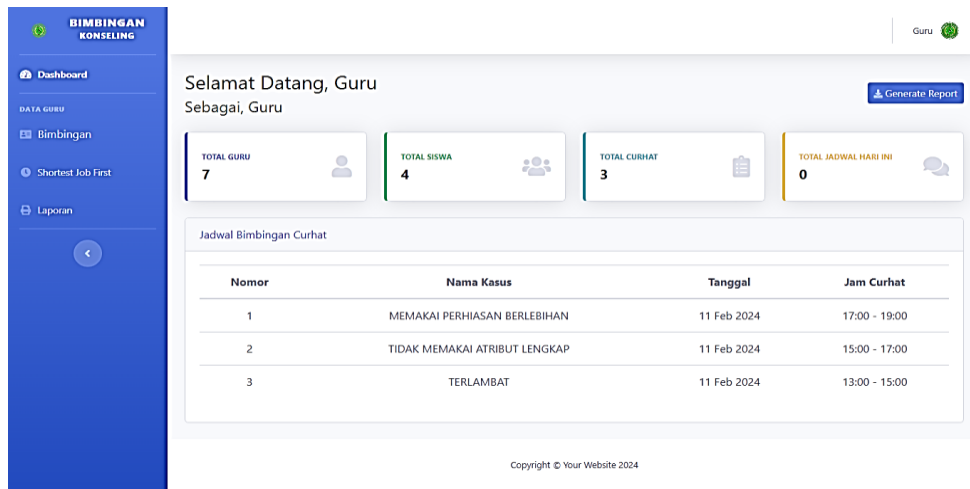 BIMBINGAN
KONSELING
Guru
Dashboard
DATA GURU
Bimbingan
Shortest Job First
Laporan
Selamat Datang, Guru
Sebagai, Guru
Generate Report
TOTAL GURU
7
TOTAL SISWA
4
TOTAL CURHAT
3
TOTAL JADWAL HARI INI
0
Jadwal Bimbingan Curhat
Nomor Nama Kasus Tanggal Jam Curhat
1 MEMAKAI PERHIASAN BERLEBIHAN 11 Feb 2024 17:00 - 19:00
2 TIDAK MEMAKAI ATRIBUT LENGKAP 11 Feb 2024 15:00 - 17:00
3 TERLAMBAT 11 Feb 2024 13:00 - 15:00
Copyright © Your Website 2024